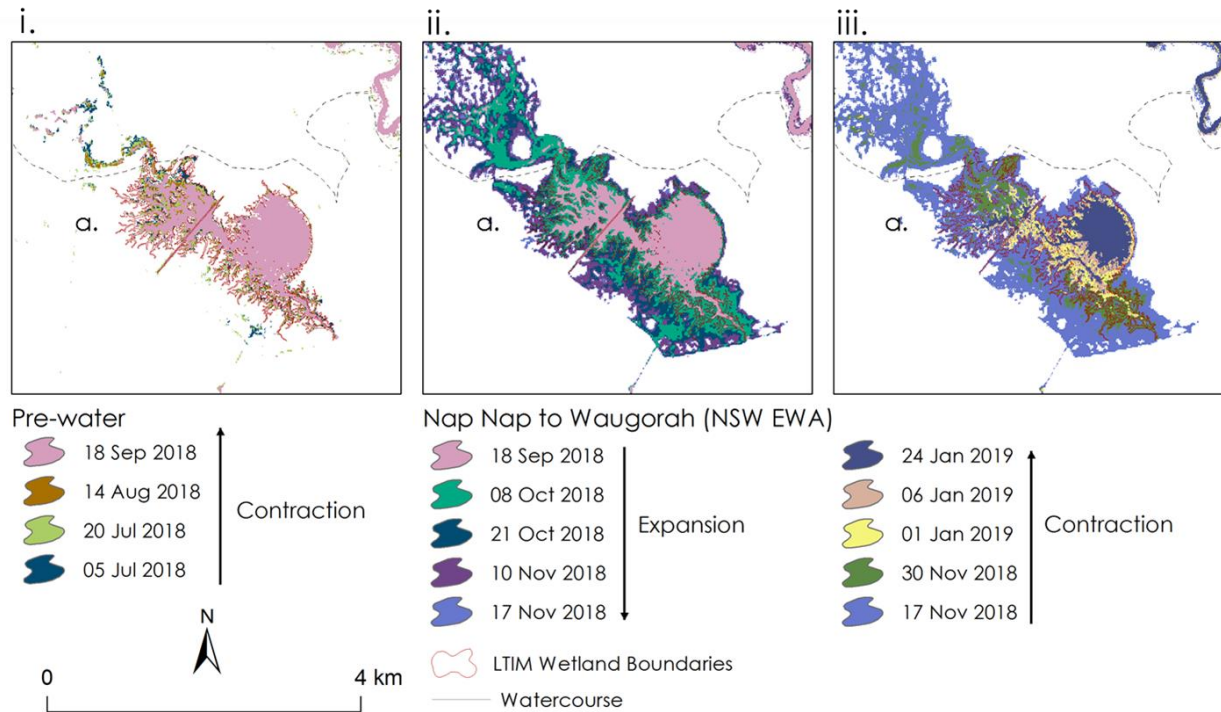 i.
ii.
iii.
a.
a.
a.
Pre-water
18 Sep 2018
14 Aug 2018
20 Jul 2018
05 Jul 2018
Contraction
N
0
4 km
Nap Nap to Waugorah (NSW EWA)
18 Sep 2018
08 Oct 2018
21 Oct 2018
10 Nov 2018
17 Nov 2018
Expansion
LTIM Wetland Boundaries
Watercourse
24 Jan 2019
06 Jan 2019
01 Jan 2019
30 Nov 2018
17 Nov 2018
Contraction